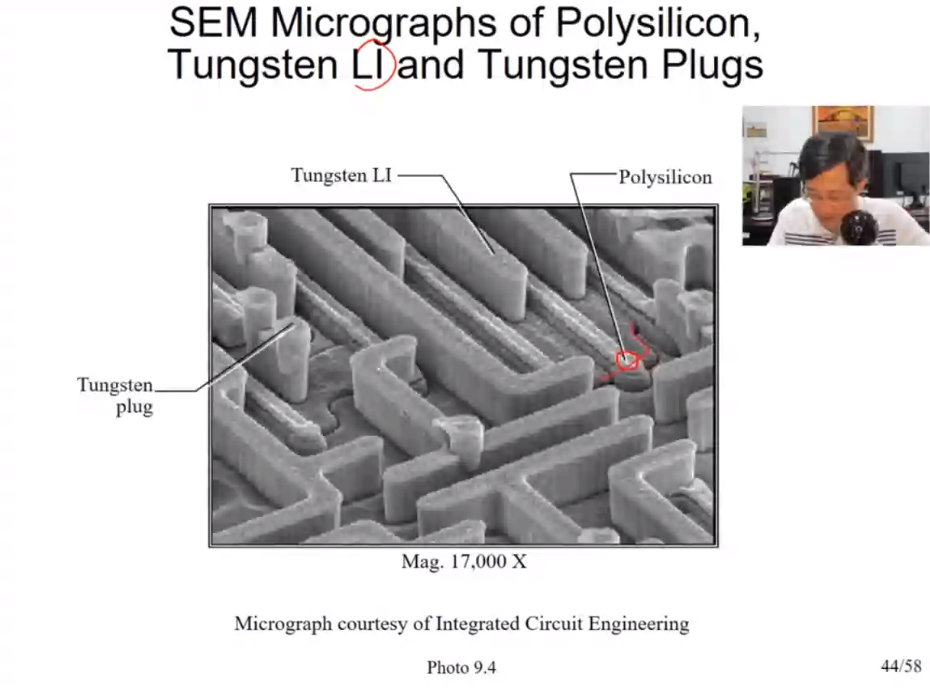 SEM Micrographs of Polysilicon,
Tungsten LI and Tungsten Plugs
Tungsten LI
Polysilicon
Tungsten
plug
Mag. 17,000 X
Micrograph courtesy of Integrated Circuit Engineering
Photo 9.4
44/58